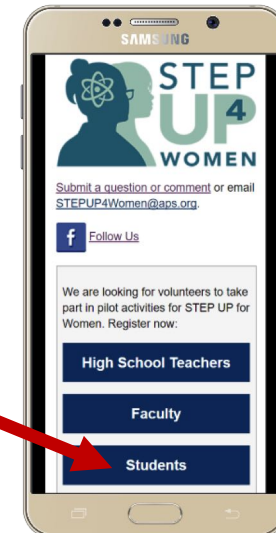 SAMSUNG
STEP
UP
4
WOMEN
Submit a question or comment or email
STEPUP4Women@aps.org.
f Follow Us
We are looking for volunteers to take
part in pilot activities for STEP UP for
Women. Register now:
High School Teachers
Faculty
Students